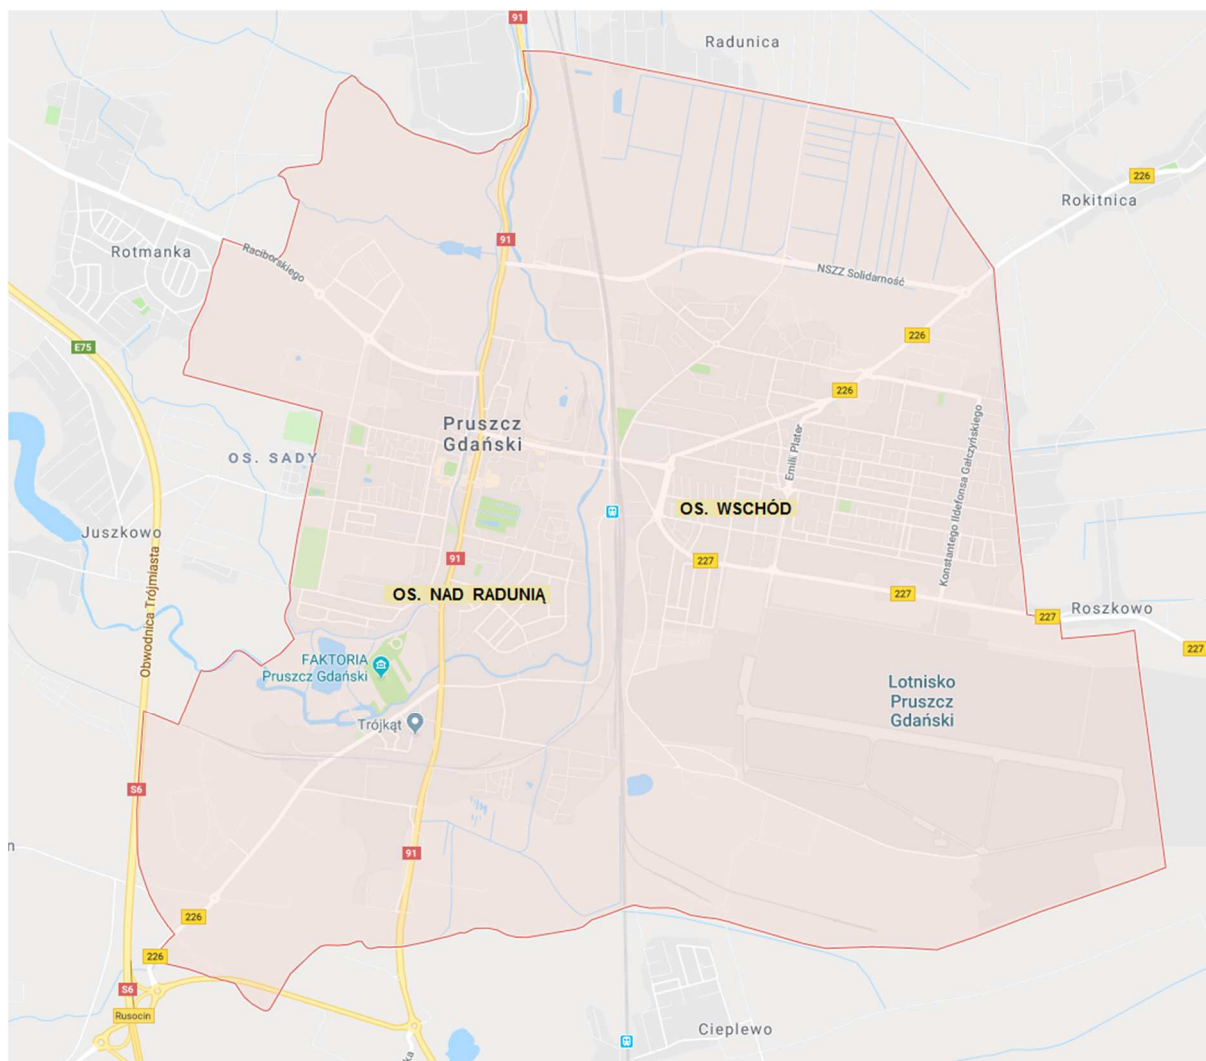 91
Radunica
226
Rokitnica
91
Rotmanka
Raciborskiego
NSZZ Solidarność
226
E75
226
Pruszcz
Gdański
Emilii Plater
Konstantego Ildefonsa Gałczyńskiego
OS. SADY
OS. WSCHÓD
Juszkowo
91
227
227
OS. NAD RADUNIĄ
Roszkowo
227
227
Obwodnica Trójmiasta
FAKTORIA
Pruszcz Gdański
Lotnisko
Pruszcz
Gdański
Trójkąt
S6
n
91
226
226
S6
Rusocin
Cieplewo
ka